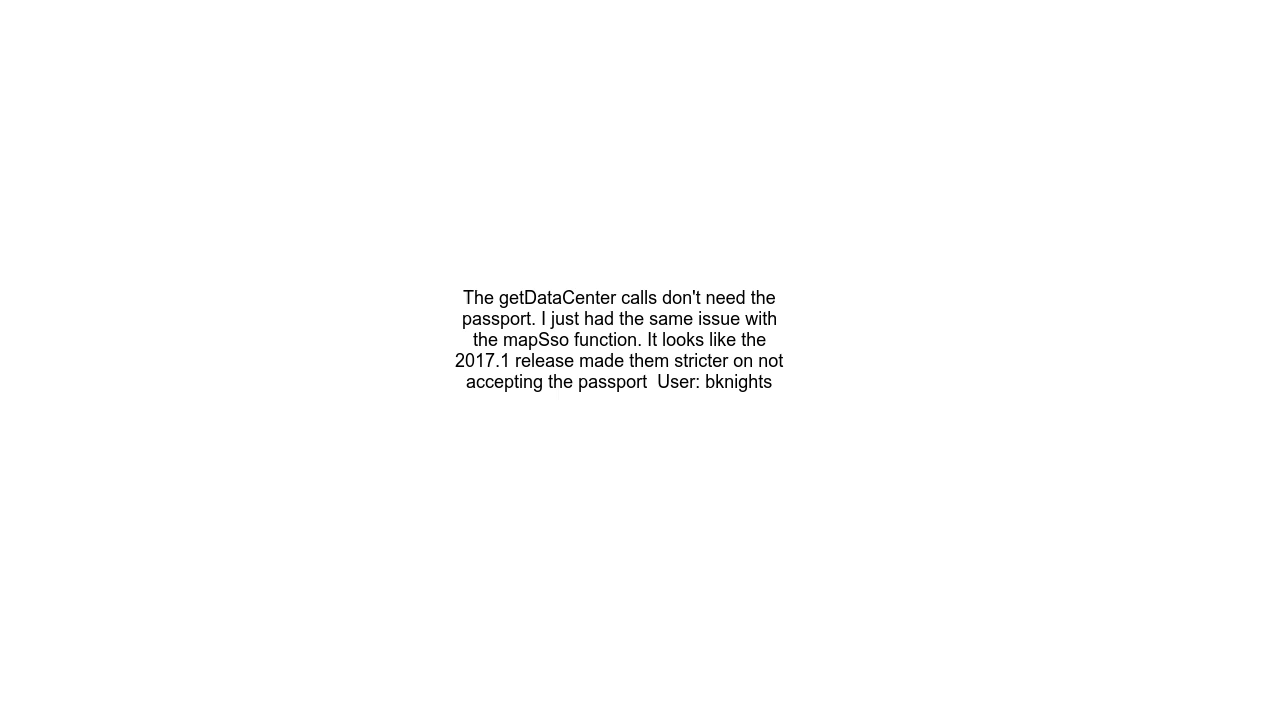 The getDataCenter calls don't need the
passport. I just had the same issue with
the mapSso function. It looks like the
2017.1 release made them stricter on not
accepting the passport  User: bknights